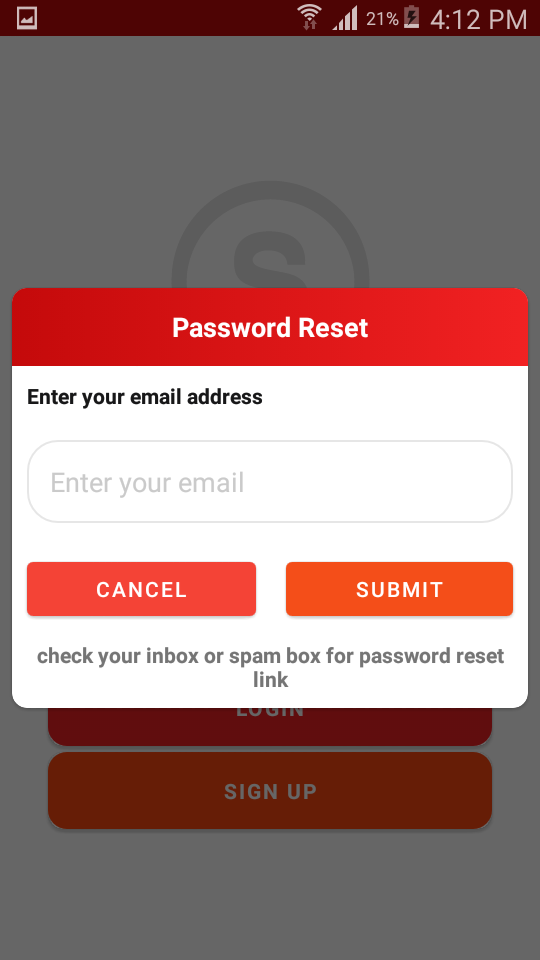 21% 4:12 PM
S
Password Reset
Enter your email address
Enter your email
CANCEL SUBMIT
check your inbox or spam box for password reset
link
LOGIN
SIGN UP